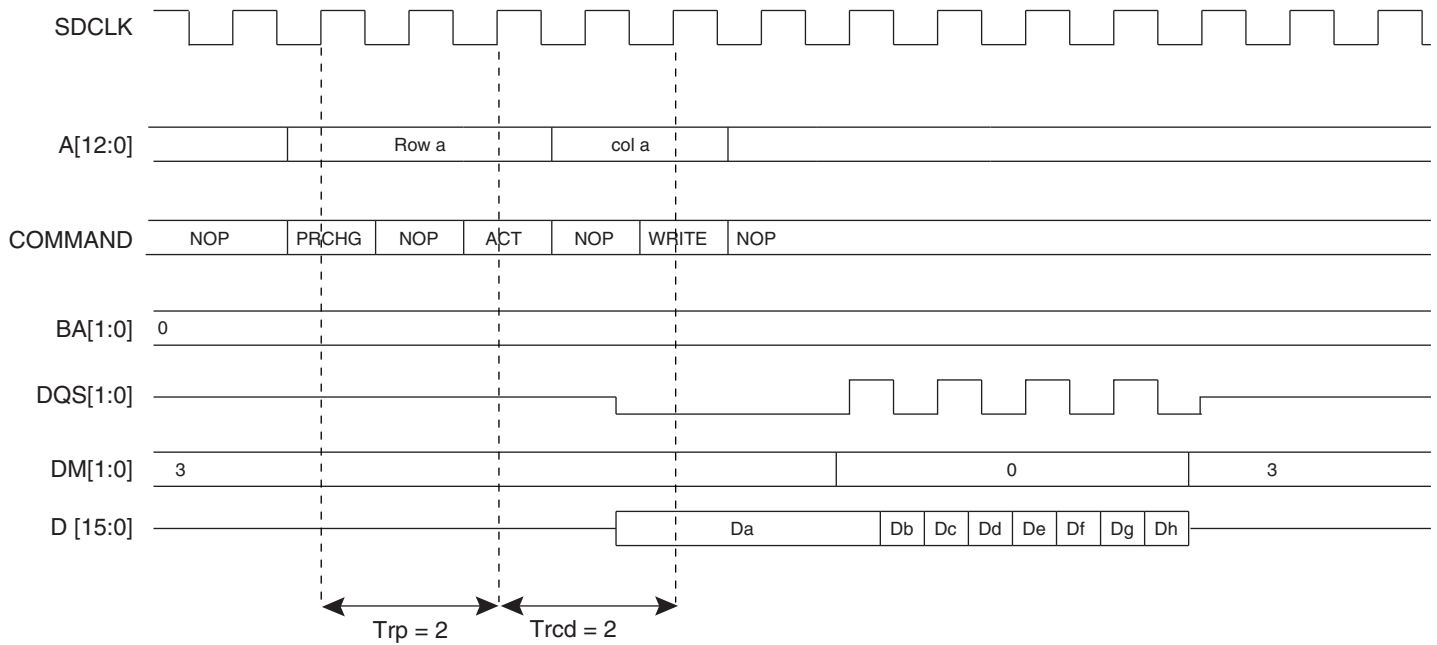 SDCLK
A[12:0] Row a col a
COMMAND NOP PRCHG NOP ACT NOP WRITE NOP
BA[1:0] 0
DQS[1:0]
DM[1:0] 3 0 3
D [15:0] Da Db Dc Dd De Df Dg Dh
Trp = 2 Trcd = 2